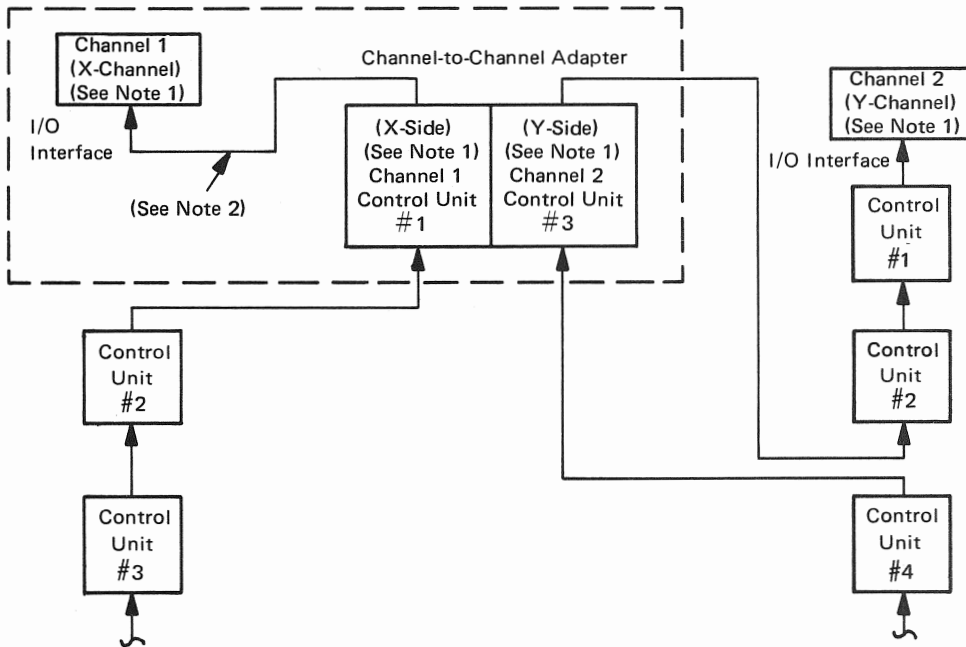 Channel 1
(X-Channel)
(See Note 1)
I/O
Interface
(See Note 2)
Channel-to-Channel Adapter
(X-Side)
(See Note 1)
Channel 1
Control Unit
#1
(Y-Side)
(See Note 1)
Channel 2
Control Unit
#3
Channel 2
(Y-Channel)
(See Note 1)
I/O Interface
Control
Unit
#1
Control
Unit
#2
Control
Unit
#2
Control
Unit
#3
Control
Unit
#4